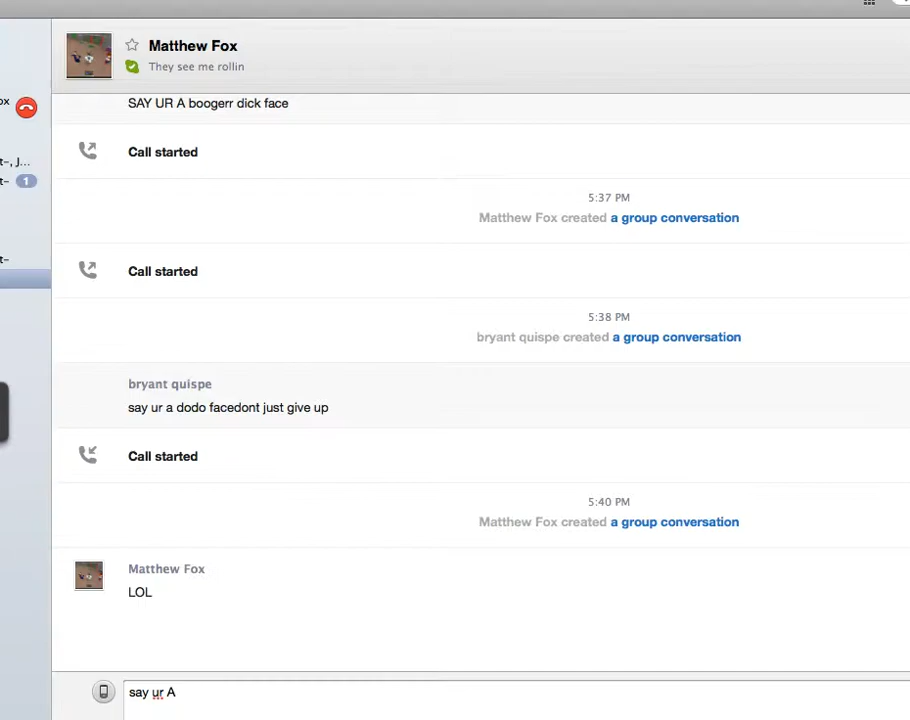 Matthew Fox
They see me rollin
ox
t-, J...
t- 1
t-
SAY UR A boogerr dick face
Call started
5:37 PM
Matthew Fox created a group conversation
Call started
5:38 PM
bryant quispe created a group conversation
bryant quispe
say ur a dodo facedont just give up
Call started
5:40 PM
Matthew Fox created a group conversation
Matthew Fox
LOL
say ur A